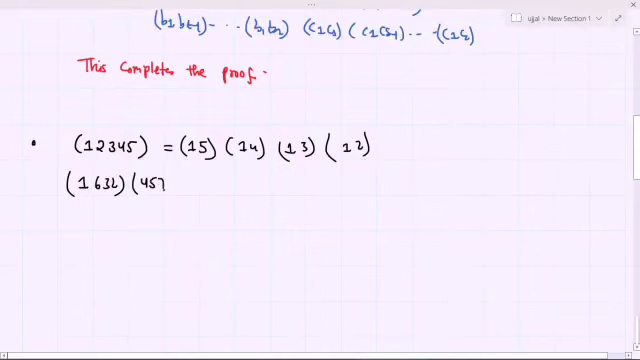 ujjal - New Section 1
(b1 bt-1)- .. (b1 b2) (c1 cs) (c1 cs-1) .. -(c1 c2)
This completes the proof.
• (12345) = (15) (14) (13) (12)
(1632) (457